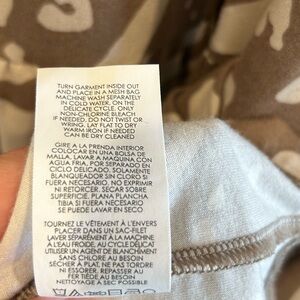 TURN GARMENT INSIDE OUT
AND PLACE IN A MESH BAG
MACHINE WASH SEPARATELY
IN COLD WATER, ON THE
DELICATE CYCLE. ONLY
NON-CHLORINE BLEACH
IF NEEDED. DO NOT TWIST OR
WRING. LAY FLAT TO DRY
WARM IRON IF NEEDED
CAN BE DRY CLEANED
GIRE A LA PRENDA INTERIOR
COLOCAR EN UNA BOLSA DE
MALLA, LAVAR A MAQUINA CON
AGUA FRIA, POR SEPARADO EN
CICLO DELICADO. SOLAMENTE
BLANQUEADOR SIN CLORO SI
FUERA NECESARIO. NO EXPRIMIR
NI RETORCER. SECAR SOBRE
SUPERFICIE PLANA PLANCHA
TIBIA SI FUERA NECESARIO
SE PUEDE LAVAR EN SECO
TOURNEZ LE VÊTEMENT À L'ENVERS
PLACER DANS UN SAC-FILET
LAVER SÉPARÉMENT À LA MACHINE
À L'EAU FROIDE, AU CYCLE DÉLICAT
UTILISER UN AGENT DE BLANCHIMENT
SANS CHLORE AU BESOIN
SÉCHER À PLAT, NE PAS TORDRE
NI ESSORER. REPASSER AU
FER TIÈDE AU BESOIN
NETTOYABLE À SEC